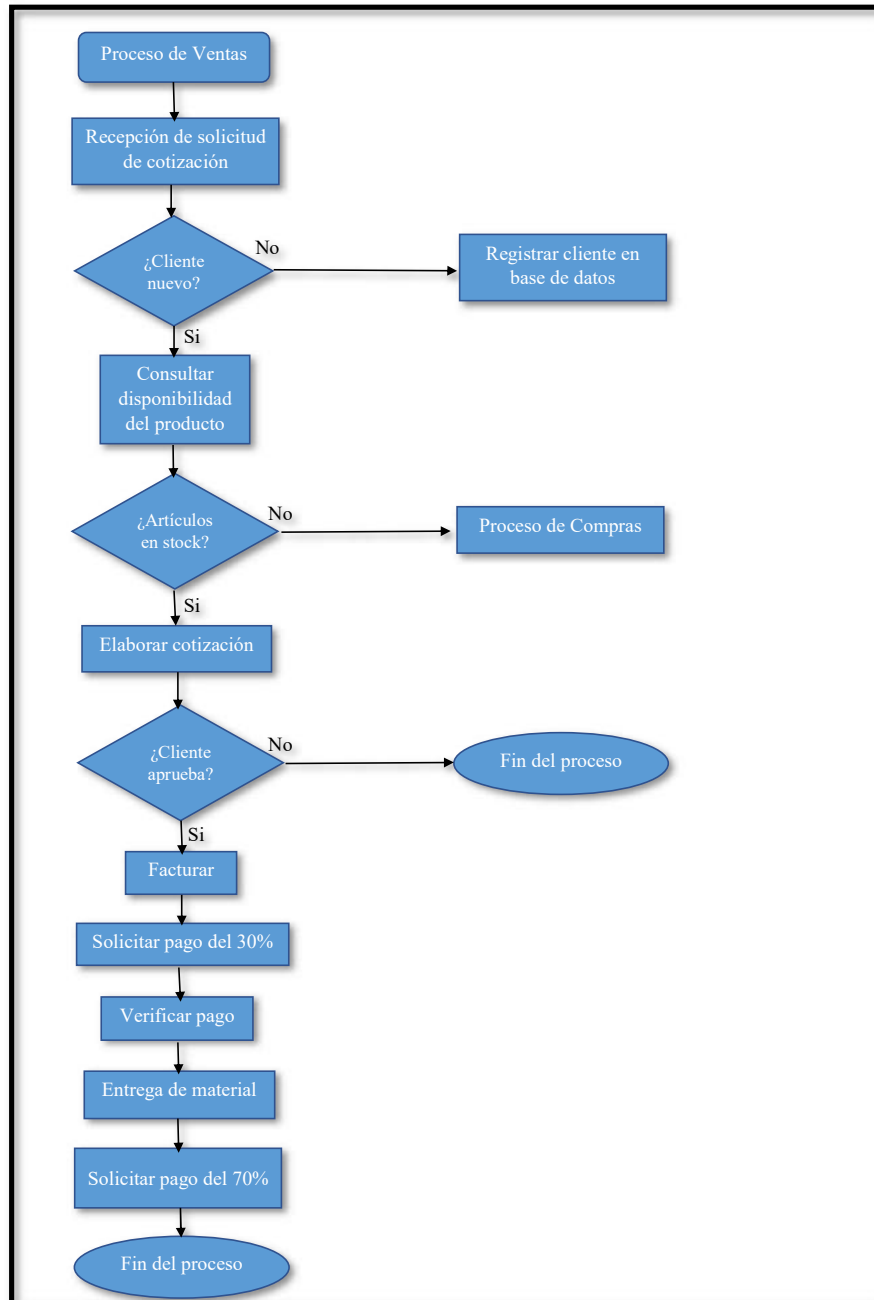 Proceso de Ventas
Recepción de solicitud
de cotización
¿Cliente
nuevo?
No
Registrar cliente en
base de datos
Si
Consultar
disponibilidad
del producto
¿Artículos
en stock?
No
Proceso de Compras
Si
Elaborar cotización
¿Cliente
aprueba?
No
Fin del proceso
Si
Facturar
Solicitar pago del 30%
Verificar pago
Entrega de material
Solicitar pago del 70%
Fin del proceso